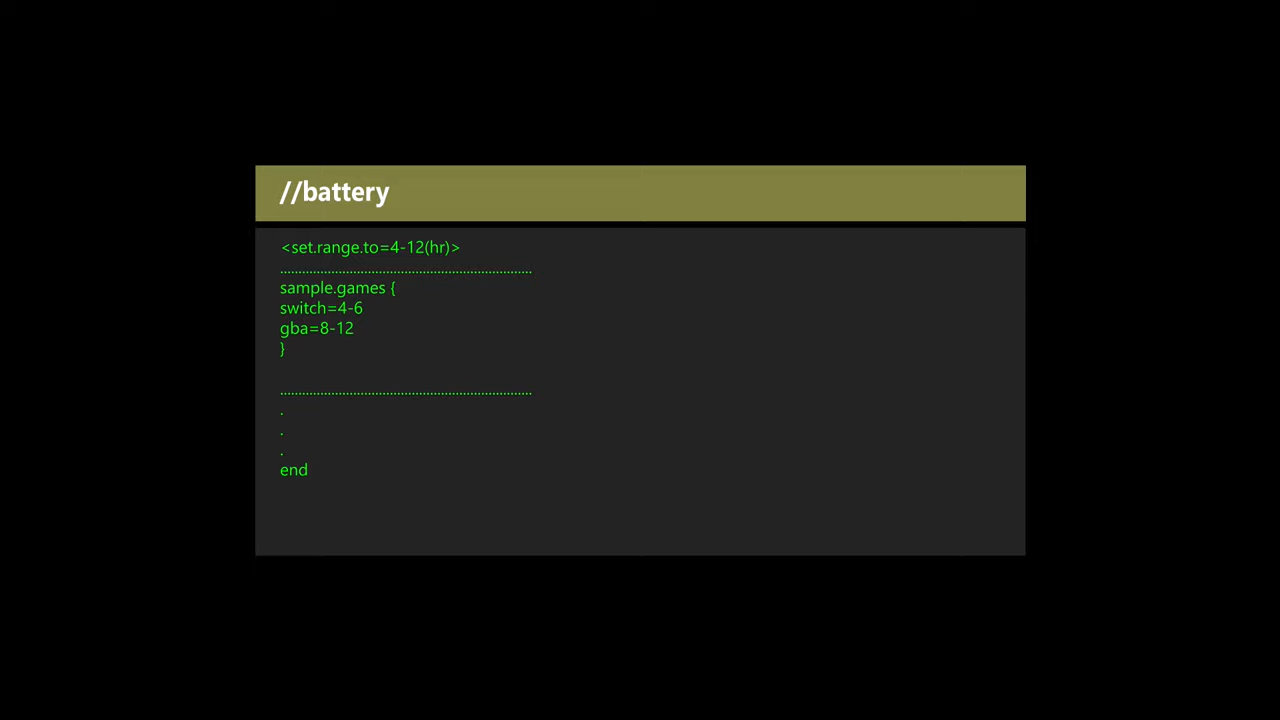 //battery
<set.range.to=4-12(hr)>
.....................................................................
sample.games {
switch=4-6
gba=8-12
}
.....................................................................
.
.
.
end